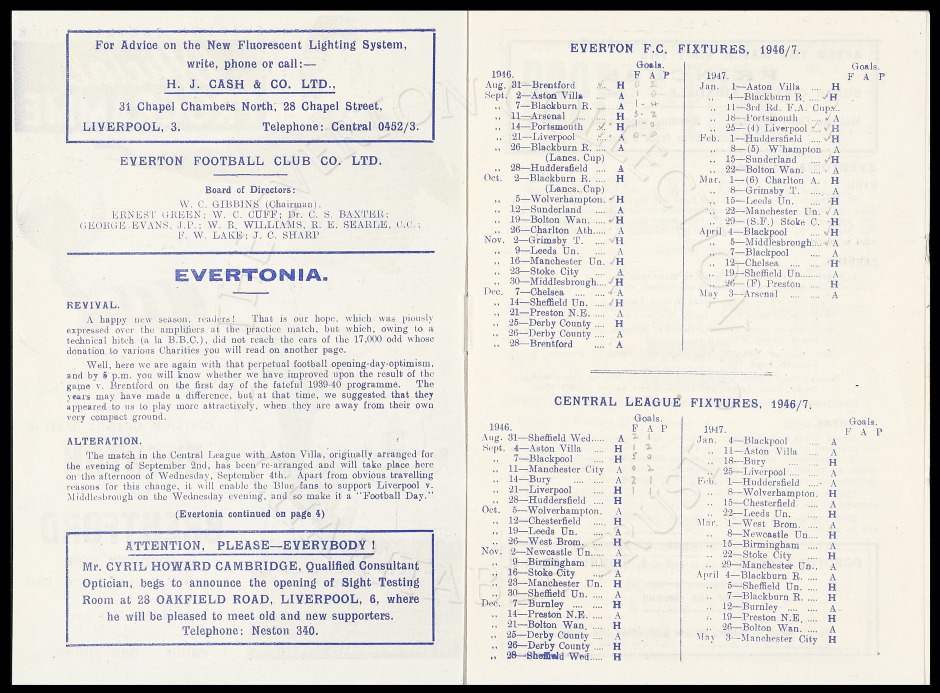 For Advice on the New Fluorescent Lighting System,
write, phone or call:—
H. J. CASH & CO. LTD.,
31 Chapel Chambers North, 28 Chapel Street,
LIVERPOOL, 3. Telephone: Central 0452/3.
EVERTON FOOTBALL CLUB CO. LTD.
Board of Directors:
W. C. GIBBINS (Chairman),
ERNEST GREEN; W. C. CUFF; Dr. C. S. BAXTER;
GEORGE EVANS, J.P.; W. R. WILLIAMS, R. E. SEARLE, C.C.;
F. W. LAKE; J. C. SHARP
EVERTONIA.
REVIVAL.
A happy new season, readers! That is our hope, which was piously
expressed over the amplifiers at the practice match, but which, owing to a
technical hitch (a la B.B.C.), did not reach the ears of the 17,000 odd whose
donation to various Charities you will read on another page.
Well, here we are again with that perpetual football opening-day-optimism,
and by 5 p.m. you will know whether we have improved upon the result of the
game v. Brentford on the first day of the fateful 1939-40 programme. The
years may have made a difference, but at that time, we suggested that they
appeared to us to play more attractively, when they are away from their own
very compact ground.
ALTERATION.
The match in the Central League with Aston Villa, originally arranged for
the evening of September 2nd, has been re-arranged and will take place here
on the afternoon of Wednesday, September 4th. Apart from obvious travelling
reasons for this change, it will enable the Blue fans to support Liverpool v.
Middlesbrough on the Wednesday evening, and so make it a "Football Day."
(Evertonia continued on page 4)
ATTENTION, PLEASE—EVERYBODY!
Mr. CYRIL HOWARD CAMBRIDGE, Qualified Consultant
Optician, begs to announce the opening of Sight Testing
Room at 28 OAKFIELD ROAD, LIVERPOOL, 6, where
he will be pleased to meet old and new supporters.
Telephone: Neston 340.
EVERTON F.C. FIXTURES, 1946/7.
Goals.
1946. F A P
Aug. 31—Brentford .. H 0 2
Sept. 2—Aston Villa .... A 1 0
,, 7—Blackburn R. .... A 1-4
,, 11—Arsenal .... H 3-2
,, 14—Portsmouth .. H 1-0
,, 21—Liverpool .. A 0-0
,, 26—Blackburn R. .... A
(Lancs. Cup)
,, 28—Huddersfield .... A
Oct. 2—Blackburn R. .... H
(Lancs. Cup)
,, 5—Wolverhampton. H
,, 12—Sunderland .... A
,, 19—Bolton Wan. .... H
,, 26—Charlton Ath..... A
Nov. 2—Grimsby T. .... H
,, 9—Leeds Un. .... A
,, 16—Manchester Un. H
,, 23—Stoke City .... A
,, 30—Middlesbrough.... H
Dec. 7—Chelsea .... .... A
,, 14—Sheffield Un. .... H
,, 21—Preston N.E. .... A
,, 25—Derby County .... H
,, 26—Derby County .... A
,, 28—Brentford .... A
Goals.
1947. F A P
Jan. 1—Aston Villa .... H
,, 4—Blackburn R. .... H
,, 11—3rd Rd. F.A. Cup..
,, 18—Portsmouth .... A
,, 25—(4) Liverpool .. H
Feb. 1—Huddersfield .... H
,, 8—(5) W'hampton A
,, 15—Sunderland .... H
,, 22—Bolton Wan. .... A
Mar. 1—(6) Charlton A. H
,, 8—Grimsby T. .... A
,, 15—Leeds Un. .... H
,, 22—Manchester Un. A
,, 29—(S.F.) Stoke C. H
April 4—Blackpool .... H
,, 5—Middlesbrough.... A
,, 7—Blackpool .... A
,, 12—Chelsea .... .... H
,, 19—Sheffield Un....... A
,, 26—(F) Preston .... H
May 3—Arsenal .... .... A
CENTRAL LEAGUE FIXTURES, 1946/7.
Goals.
1946. F A P
Aug. 31—Sheffield Wed..... A 2 1
Sept. 4—Aston Villa .... H 1 2
,, 7—Blackpool .... H 5 0
,, 11—Manchester City A 0 2
,, 14—Bury .... .... A 2 1
,, 21—Liverpool .... H 1
,, 28—Huddersfield .... H
Oct. 5—Wolverhampton. A
,, 12—Chesterfield .... H
,, 19—Leeds Un. .... A
,, 26—West Brom. .... H
Nov. 2—Newcastle Un..... A
,, 9—Birmingham .... H
,, 16—Stoke City .... A
,, 23—Manchester Un. H
,, 30—Sheffield Un. .... A
Dec. 7—Burnley .... .... H
,, 14—Preston N.E. .... A
,, 21—Bolton Wan. .... H
,, 25—Derby County .... A
,, 26—Derby County .... H
,, 28—Sheffield Wed..... H
Goals.
1947. F A P
Jan. 4—Blackpool .... A
,, 11—Aston Villa .... A
,, 18—Bury .... H
,, 25—Liverpool .... A
Feb. 1—Huddersfield .... A
,, 8—Wolverhampton. H
,, 15—Chesterfield .... A
,, 22—Leeds Un. .... H
Mar. 1—West Brom. .... A
,, 8—Newcastle Un.... H
,, 15—Birmingham .... A
,, 22—Stoke City .... H
,, 29—Manchester Un.. A
April 4—Blackburn R. .... A
,, 5—Sheffield Un. .... H
,, 7—Blackburn R. .... H
,, 12—Burnley .... .... A
,, 19—Preston N.E. .... H
,, 26—Bolton Wan. .... A
May 3—Manchester City H